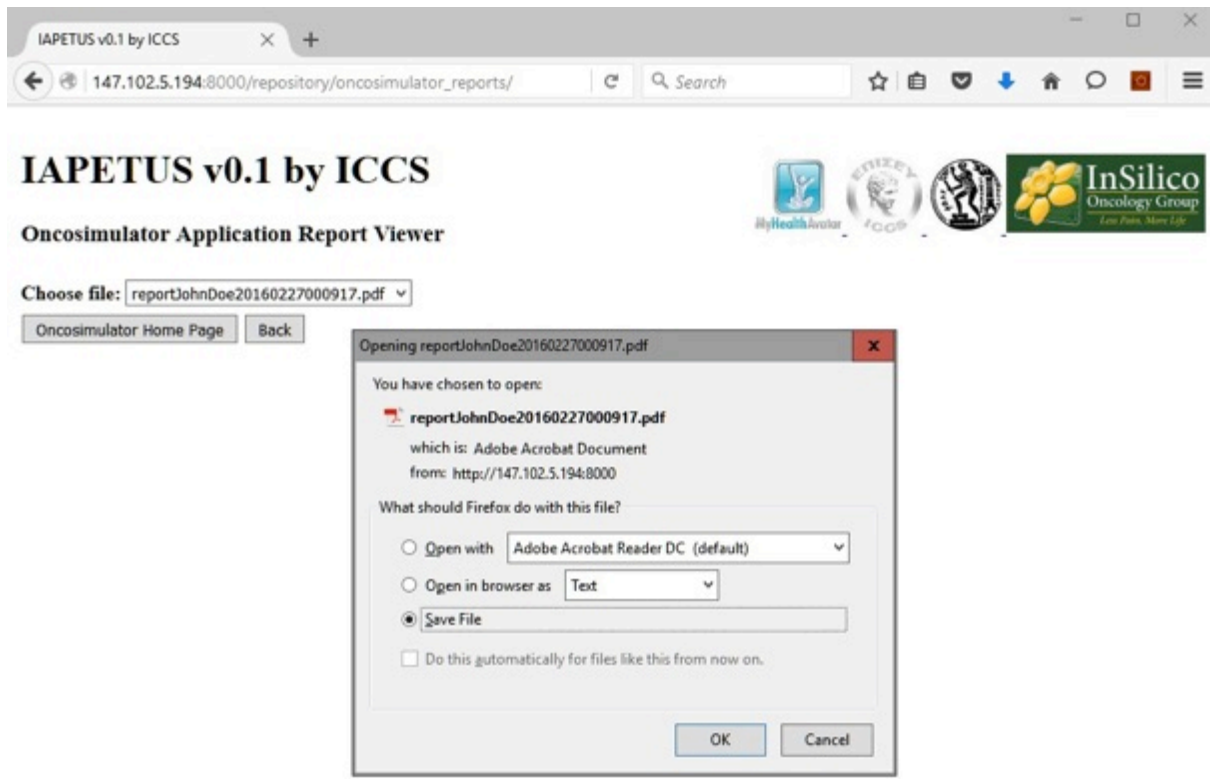 IAPETUS v0.1 by ICCS
147.102.5.194:8000/repository/oncosimulator_reports/
Search
IAPETUS v0.1 by ICCS
MyHealthAvatar
ΕΠΙΣΕΥ
ICCS
InSilico
Oncology Group
Less Pain, More Life
Oncosimulator Application Report Viewer
Choose file: reportJohnDoe20160227000917.pdf
Oncosimulator Home Page Back
Opening reportJohnDoe20160227000917.pdf
You have chosen to open:
reportJohnDoe20160227000917.pdf
which is: Adobe Acrobat Document
from: http://147.102.5.194:8000
What should Firefox do with this file?
Open with Adobe Acrobat Reader DC (default)
Open in browser as Text
Save File
Do this automatically for files like this from now on.
OK Cancel